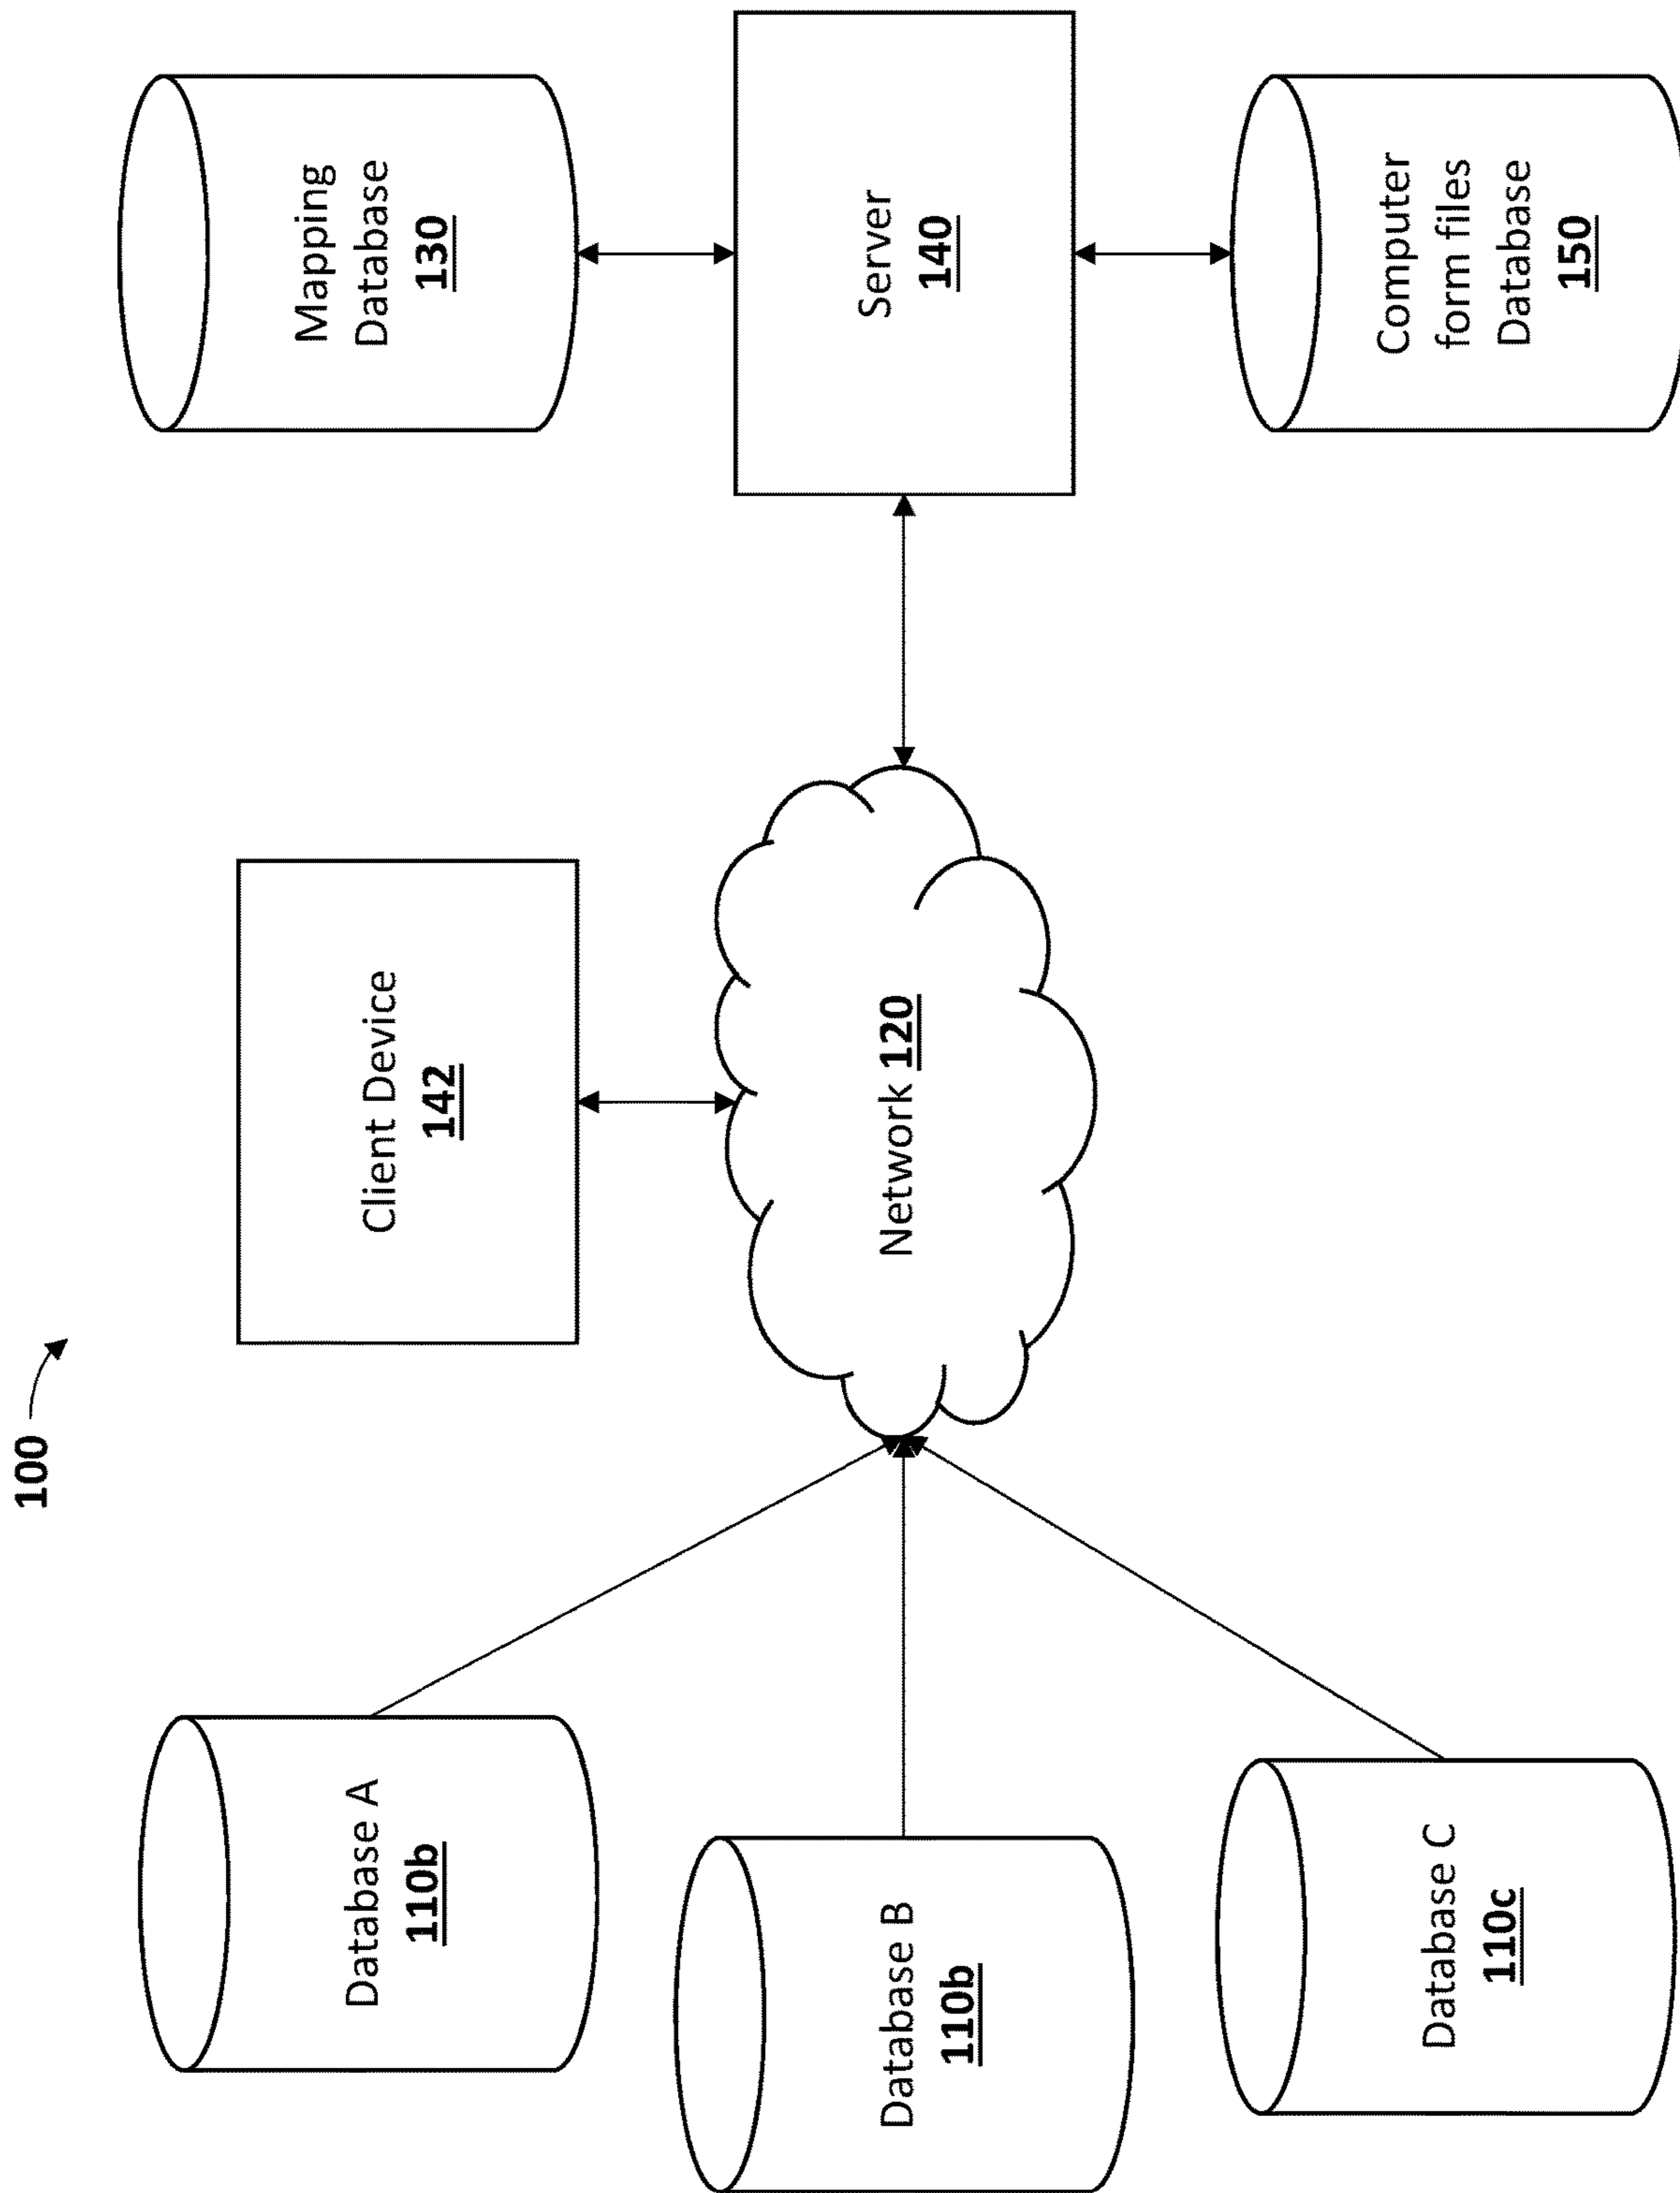 100
Database A
110b
Database B
110b
Database C
110c
Client Device
142
Network 120
Mapping
Database
130
Server
140
Computer
form files
Database
150